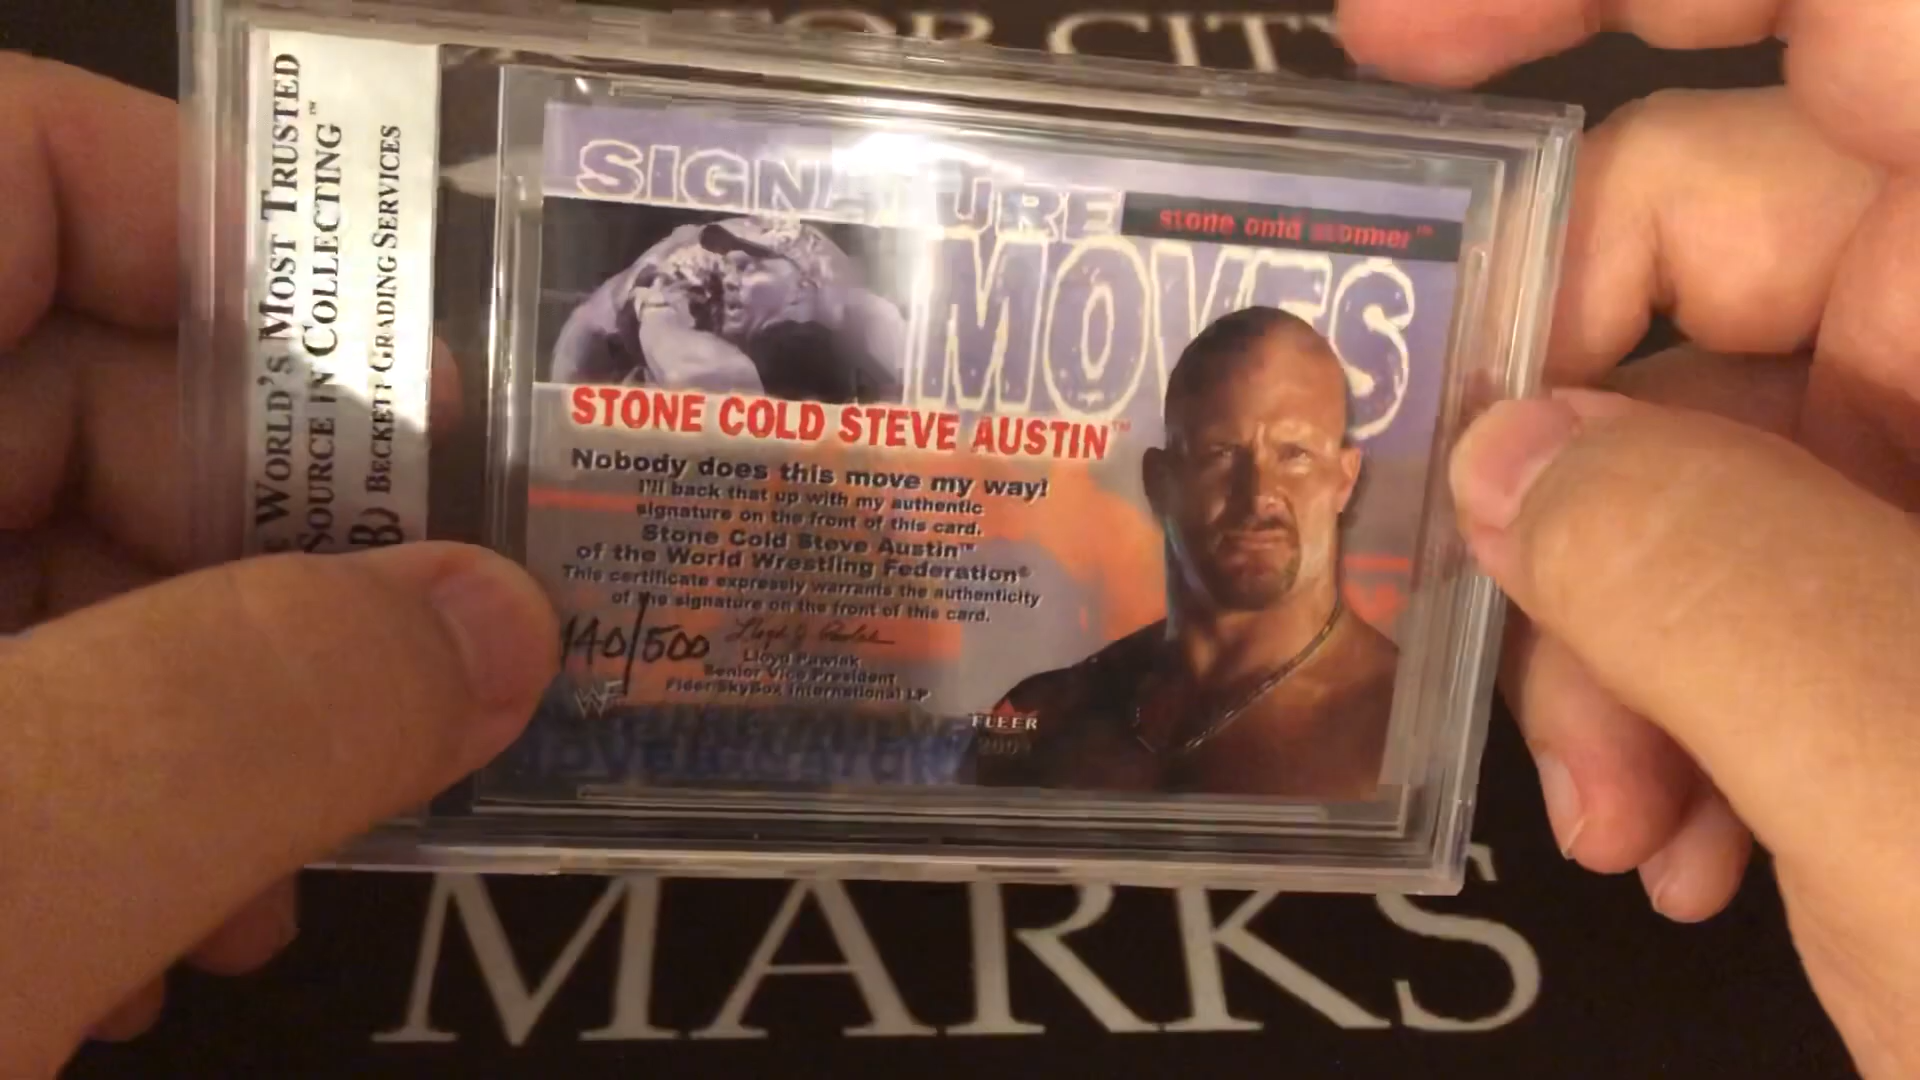 OR CITY
WORLD'S MOST TRUSTED
SOURCE IN COLLECTING™
BECKETT GRADING SERVICES
SIGNATURE
MOVES
stone cold stunner™
STONE COLD STEVE AUSTIN™
Nobody does this move my way!
I'll back that up with my authentic
signature on the front of this card.
Stone Cold Steve Austin™
of the World Wrestling Federation®
This certificate expressly warrants the authenticity
of the signature on the front of this card.
140/500
Lloyd Pawlak
Senior Vice President
Fleer/SkyBox International LP
FLEER
MARKS